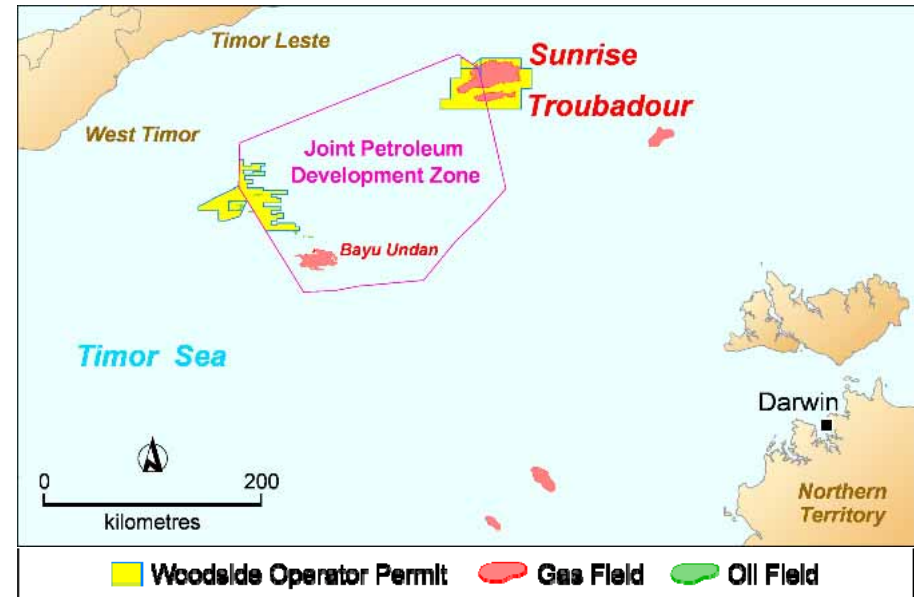 Timor Leste
Sunrise
Troubadour
West Timor
Joint Petroleum
Development Zone
Bayu Undan
Timor Sea
Darwin
0 200
kilometres
Northern
Territory
Woodside Operator Permit Gas Field Oil Field